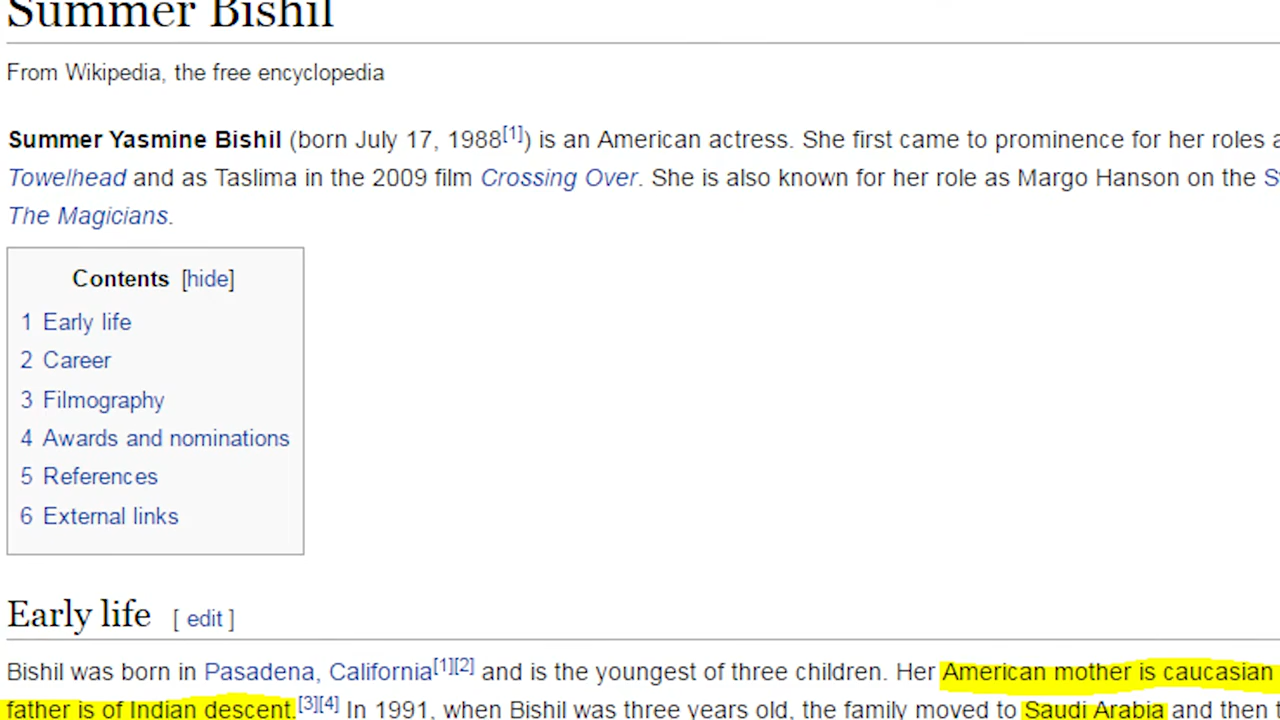 Summer Bishil
From Wikipedia, the free encyclopedia
Summer Yasmine Bishil (born July 17, 1988[1]) is an American actress. She first came to prominence for her roles
Towelhead and as Taslima in the 2009 film Crossing Over. She is also known for her role as Margo Hanson on the
The Magicians.
Contents [hide]
1 Early life
2 Career
3 Filmography
4 Awards and nominations
5 References
6 External links
Early life [ edit ]
Bishil was born in Pasadena, California[1][2] and is the youngest of three children. Her American mother is caucasian
father is of Indian descent.[3][4] In 1991, when Bishil was three years old, the family moved to Saudi Arabia and then